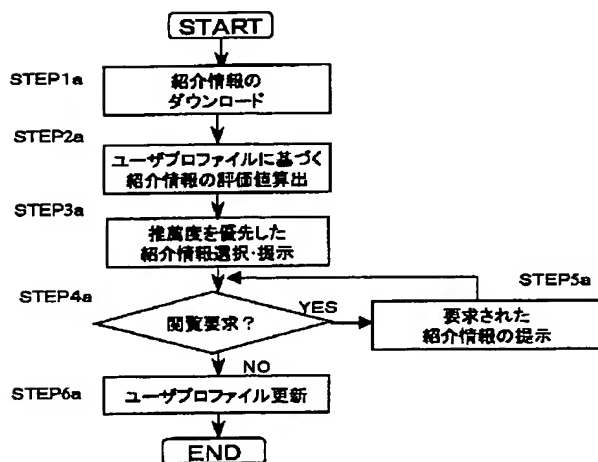 START
STEP1a
紹介情報の
ダウンロード
STEP2a
ユーザプロファイルに基づく
紹介情報の評価値算出
STEP3a
推薦度を優先した
紹介情報選択・提示
STEP4a
閲覧要求?
YES
STEP5a
要求された
紹介情報の提示
NO
STEP6a
ユーザプロファイル更新
END